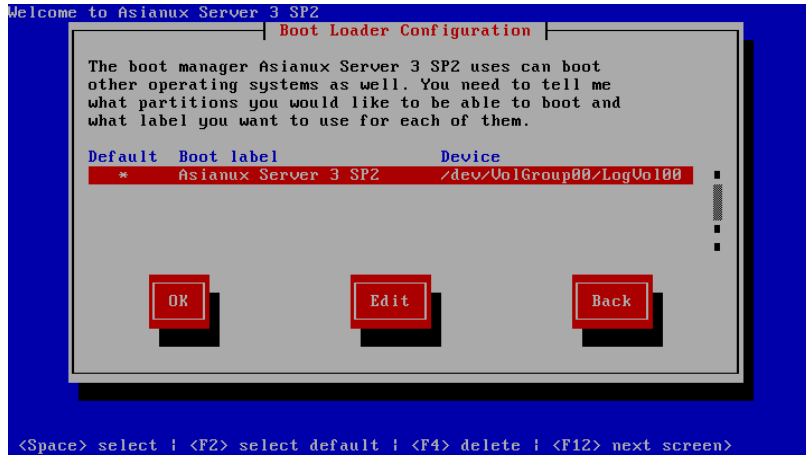 Welcome to Asianux Server 3 SP2
Boot Loader Configuration
The boot manager Asianux Server 3 SP2 uses can boot
other operating systems as well. You need to tell me
what partitions you would like to be able to boot and
what label you want to use for each of them.
Default Boot label Device
* Asianux Server 3 SP2 /dev/VolGroup00/LogVol00
OK Edit Back
<Space> select | <F2> select default | <F4> delete | <F12> next screen>